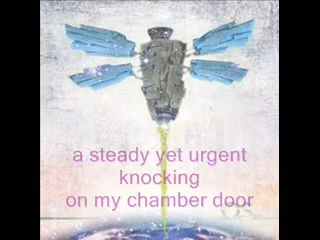 a steady yet urgent
knocking
on my chamber door